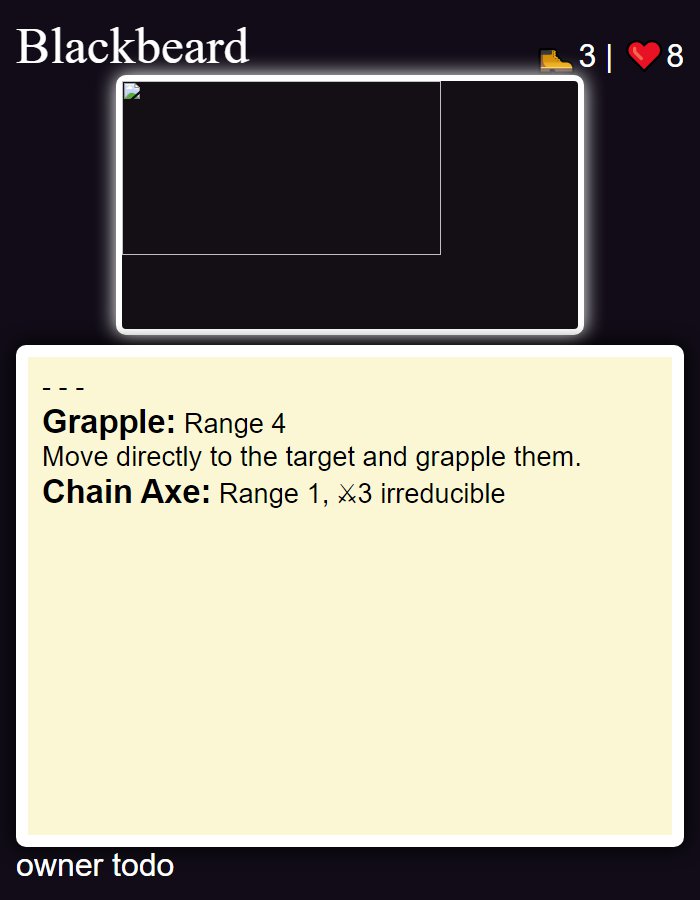 Blackbeard
🥾3 | ❤️8
- - -
Grapple: Range 4
Move directly to the target and grapple them.
Chain Axe: Range 1, ⚔3 irreducible
owner todo